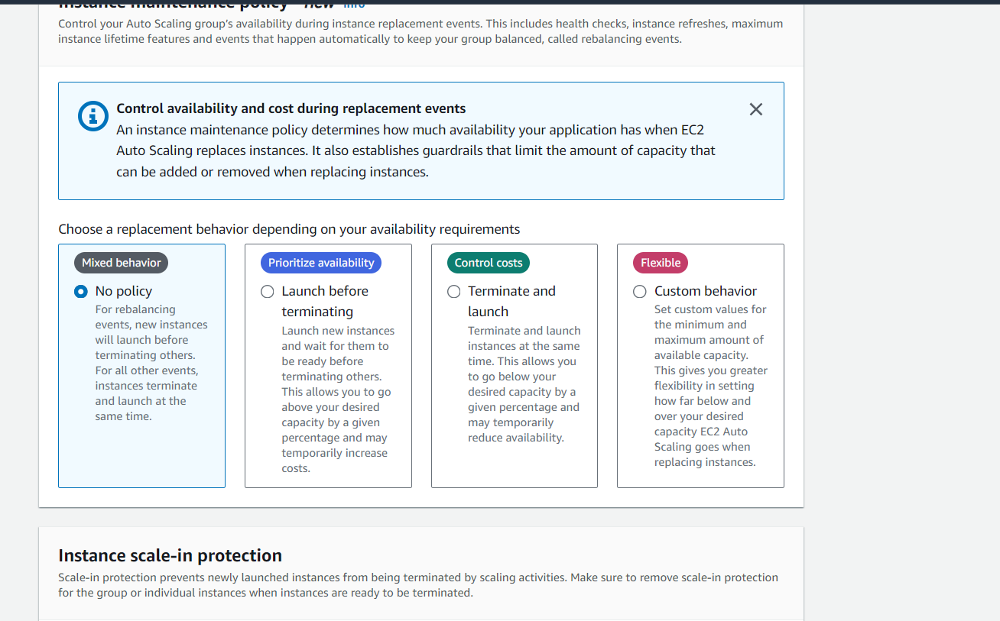 Instance maintenance policy - new Info
Control your Auto Scaling group's availability during instance replacement events. This includes health checks, instance refreshes, maximum
instance lifetime features and events that happen automatically to keep your group balanced, called rebalancing events.
Control availability and cost during replacement events
An instance maintenance policy determines how much availability your application has when EC2
Auto Scaling replaces instances. It also establishes guardrails that limit the amount of capacity that
can be added or removed when replacing instances.
Choose a replacement behavior depending on your availability requirements
Mixed behavior
No policy
For rebalancing
events, new instances
will launch before
terminating others.
For all other events,
instances terminate
and launch at the
same time.
Prioritize availability
Launch before
terminating
Launch new instances
and wait for them to
be ready before
terminating others.
This allows you to go
above your desired
capacity by a given
percentage and may
temporarily increase
costs.
Control costs
Terminate and
launch
Terminate and launch
instances at the same
time. This allows you
to go below your
desired capacity by a
given percentage and
may temporarily
reduce availability.
Flexible
Custom behavior
Set custom values for
the minimum and
maximum amount of
available capacity.
This gives you greater
flexibility in setting
how far below and
over your desired
capacity EC2 Auto
Scaling goes when
replacing instances.
Instance scale-in protection
Scale-in protection prevents newly launched instances from being terminated by scaling activities. Make sure to remove scale-in protection
for the group or individual instances when instances are ready to be terminated.